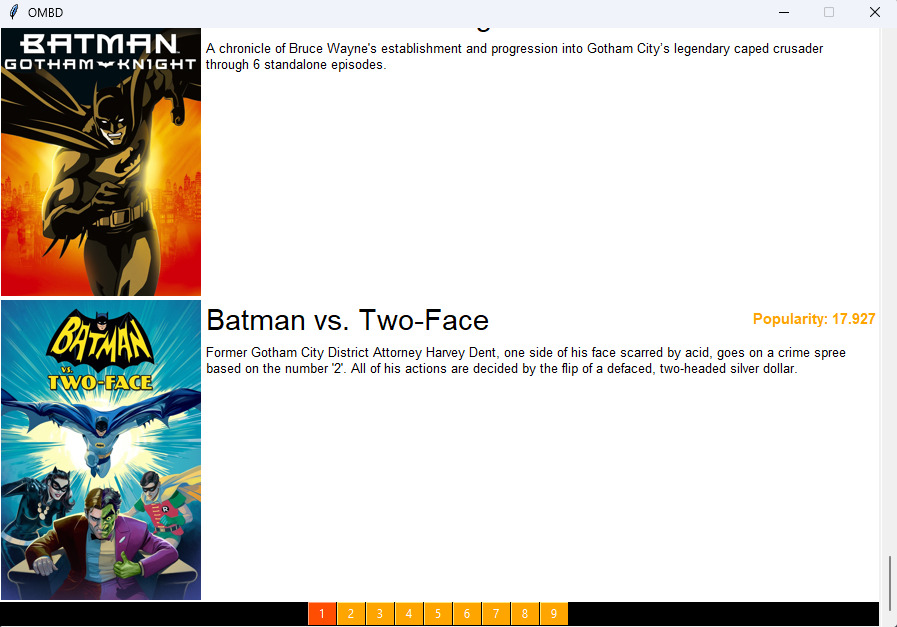 OMBD
BATMAN
GOTHAM KNIGHT
A chronicle of Bruce Wayne's establishment and progression into Gotham City's legendary caped crusader
through 6 standalone episodes.
BATMAN
VS.
TWO-FACE
R
Batman vs. Two-Face
Popularity: 17.927
Former Gotham City District Attorney Harvey Dent, one side of his face scarred by acid, goes on a crime spree
based on the number '2'. All of his actions are decided by the flip of a defaced, two-headed silver dollar.
1 2 3 4 5 6 7 8 9